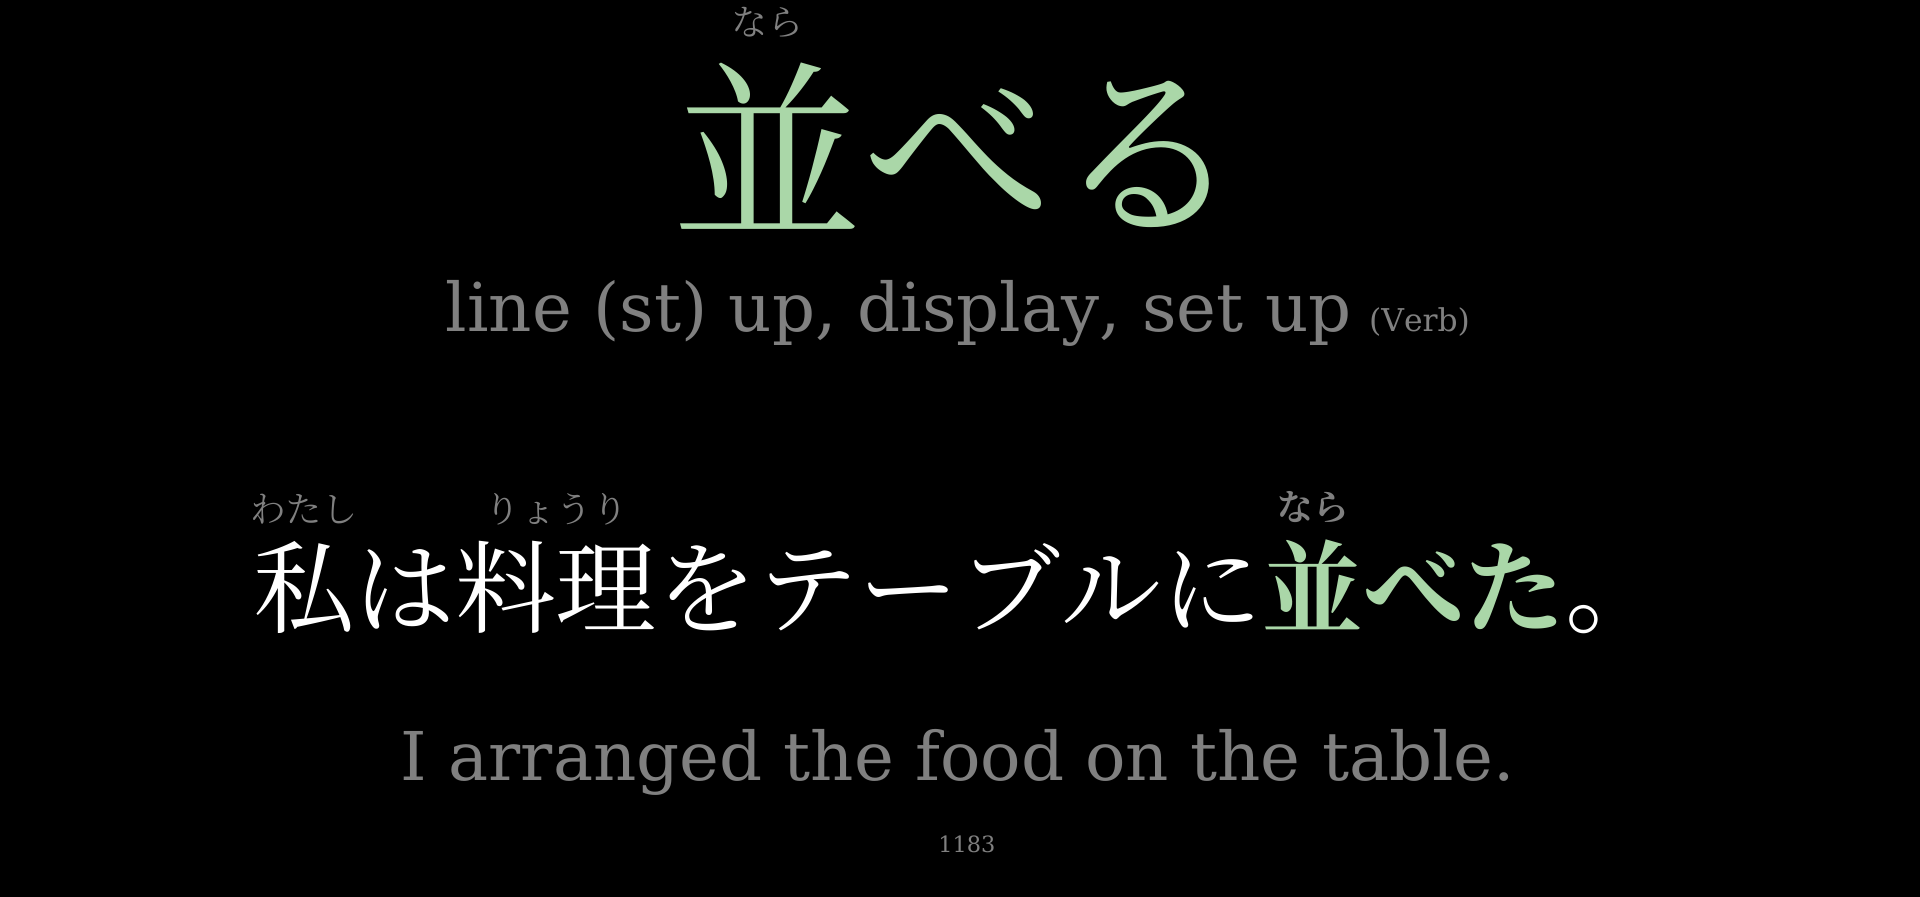 なら
並べる
line (st) up, display, set up (Verb)
わたし りょうり なら
私は料理をテーブルに並べた。
I arranged the food on the table.
1183